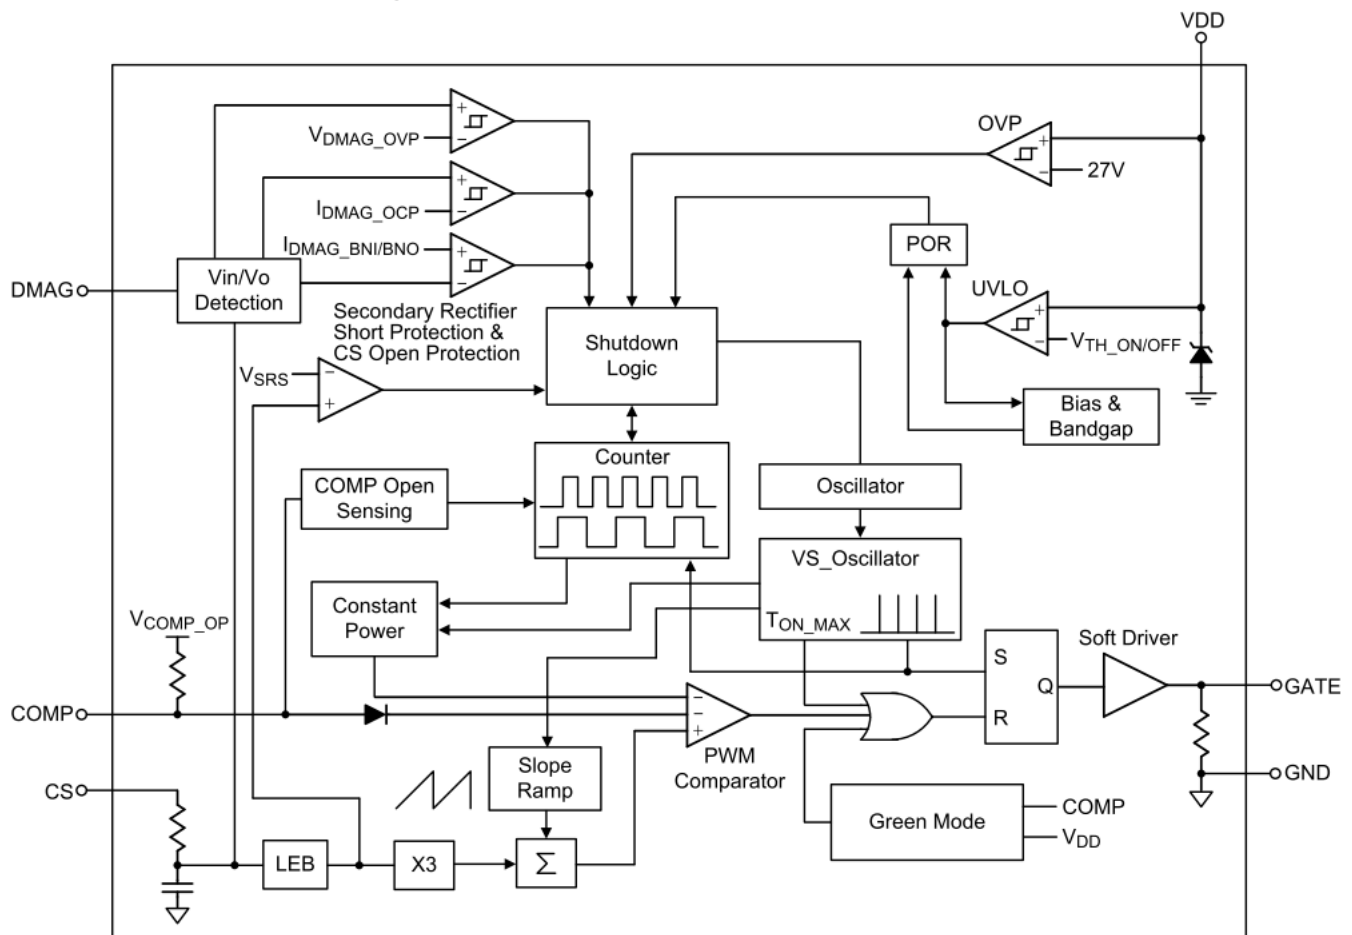 VDD
OVP
VDMAG_OVP
27V
IDMAG_OCP
POR
IDMAG_BNI/BNO
DMAG
Vin/Vo
Detection
UVLO
Secondary Rectifier
Short Protection &
CS Open Protection
Shutdown
Logic
VTH_ON/OFF
VSRS
Bias &
Bandgap
Counter
COMP Open
Sensing
Oscillator
VS_Oscillator
TON_MAX
Constant
Power
VCOMP_OP
Soft Driver
S
Q
R
GATE
COMP
PWM
Comparator
Slope
Ramp
GND
CS
Green Mode
COMP
VDD
LEB
X3
Σ